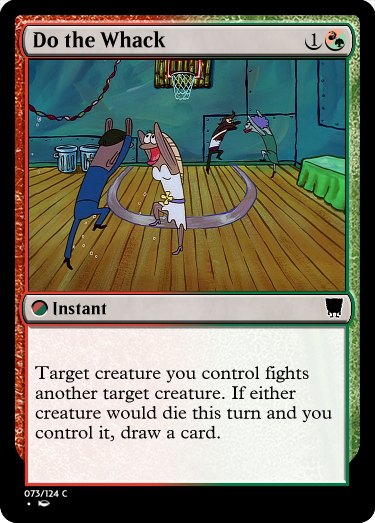 Do the Whack 1
Instant
Target creature you control fights
another target creature. If either
creature would die this turn and you
control it, draw a card.
073/124 C